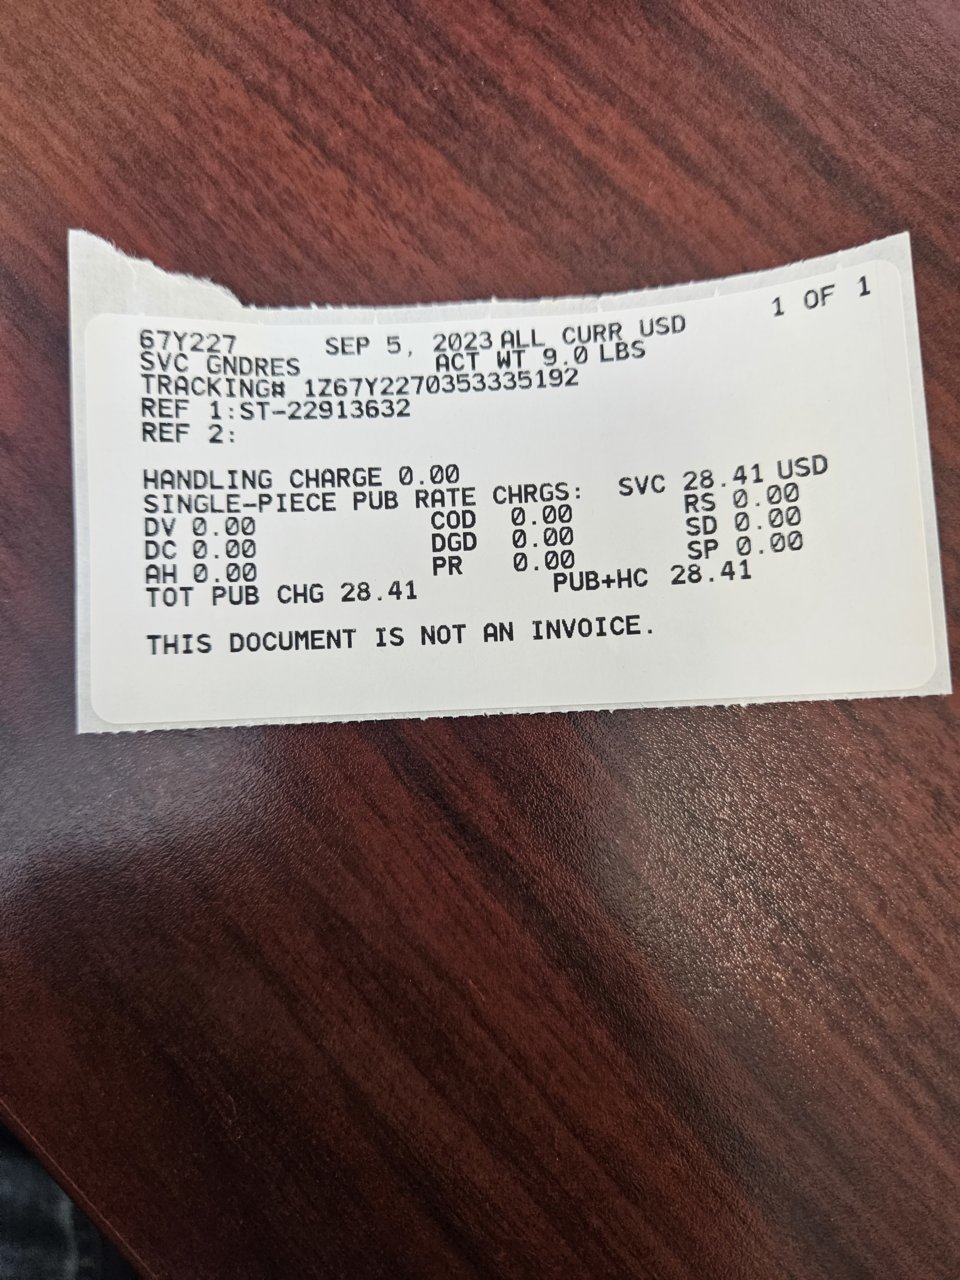 1 OF 1
67Y227 SEP 5, 2023 ALL CURR USD
SVC GNDRES ACT WT 9.0 LBS
TRACKING# 1Z67Y2270353335192
REF 1:ST-22913632
REF 2:
HANDLING CHARGE 0.00
SINGLE-PIECE PUB RATE CHRGS: SVC 28.41 USD
DV 0.00 COD 0.00 RS 0.00
DC 0.00 DGD 0.00 SD 0.00
AH 0.00 PR 0.00 SP 0.00
TOT PUB CHG 28.41 PUB+HC 28.41
THIS DOCUMENT IS NOT AN INVOICE.